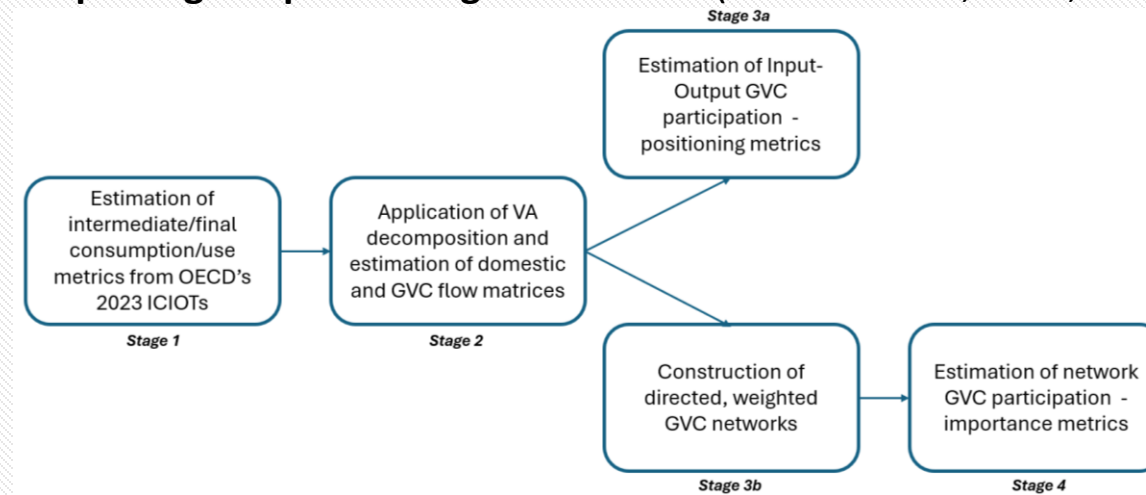 Stage 3a
Estimation of Input-
Output GVC
participation -
positioning metrics
Estimation of
intermediate/final
consumption/use
metrics from OECD's
2023 ICIOTs
Stage 1
Application of VA
decomposition and
estimation of domestic
and GVC flow matrices
Stage 2
Construction of
directed, weighted
GVC networks
Stage 3b
Estimation of network
GVC participation -
importance metrics
Stage 4